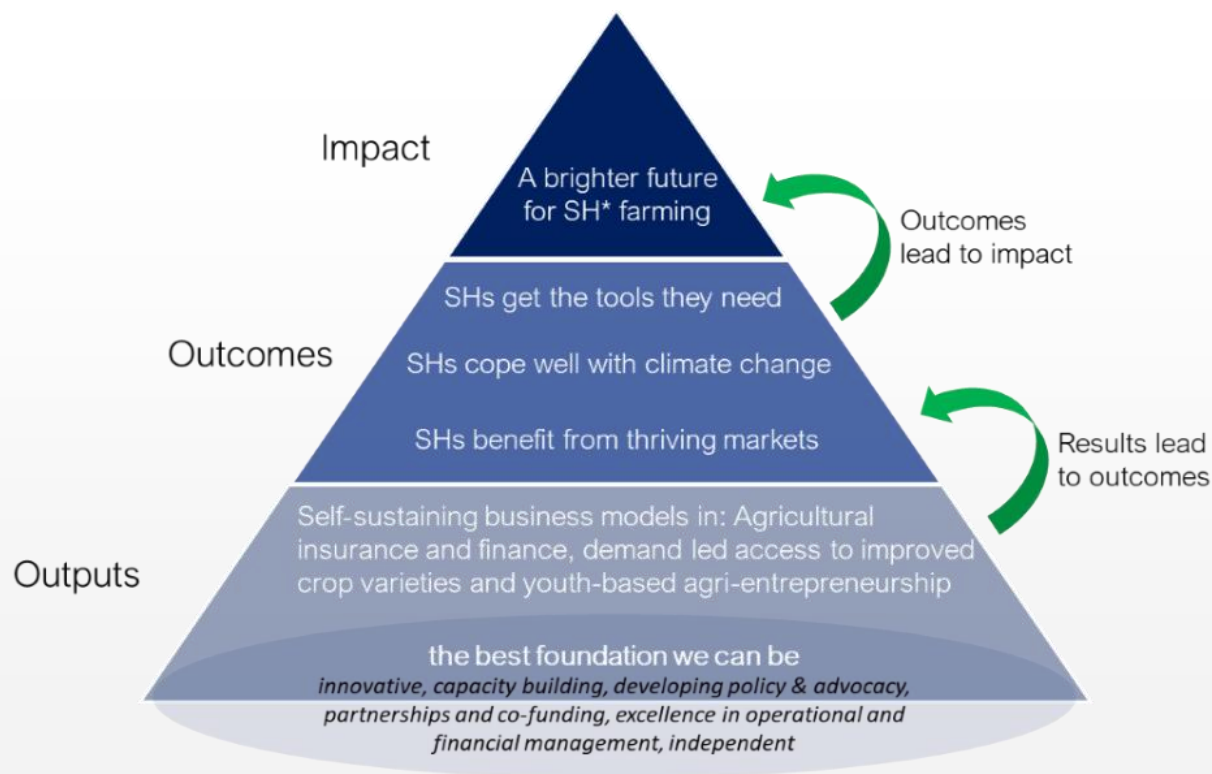 Impact
A brighter future
for SH* farming
Outcomes
lead to impact
SHs get the tools they need
Outcomes
SHs cope well with climate change
SHs benefit from thriving markets
Results lead
to outcomes
Self-sustaining business models in: Agricultural
insurance and finance, demand led access to improved
crop varieties and youth-based agri-entrepreneurship
Outputs
the best foundation we can be
innovative, capacity building, developing policy & advocacy,
partnerships and co-funding, excellence in operational and
financial management, independent